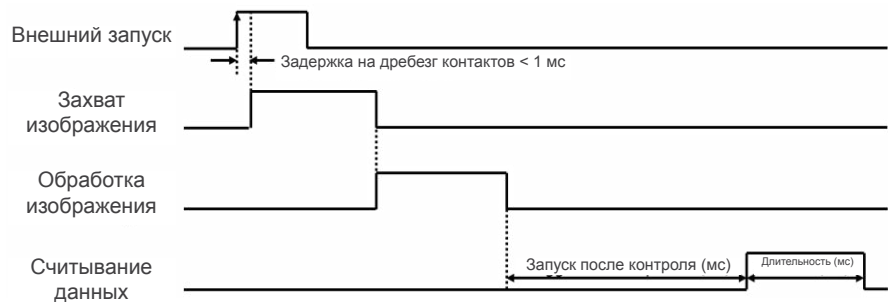 Внешний запуск
Задержка на дребезг контактов < 1 мс
Захват
изображения
Обработка
изображения
Считывание
данных
Запуск после контроля (мс)
Длительность (мс)